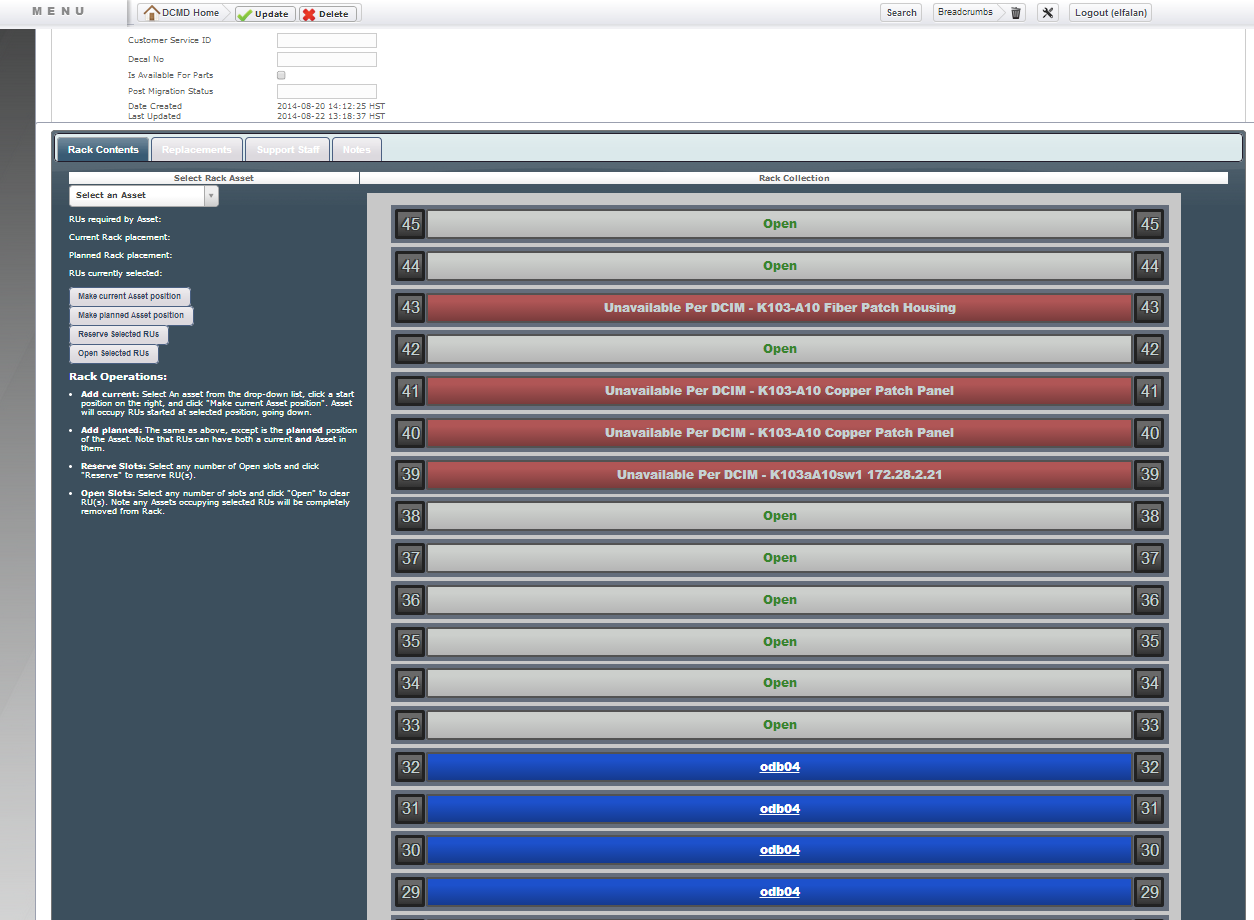 MENU
DCMD Home
Update
Delete
Search
Breadcrumbs
Logout (elfalan)
Customer Service ID
Decal No
Is Available For Parts
Post Migration Status
Date Created 2014-08-20 14:12:25 HST
Last Updated 2014-08-22 13:18:37 HST
Rack Contents
Replacements
Support Staff
Notes
Select Rack Asset
Rack Collection
Select an Asset
RUs required by Asset:
Current Rack placement:
Planned Rack placement:
RUs currently selected:
Make current Asset position
Make planned Asset position
Reserve Selected RUs
Open Selected RUs
Rack Operations:
Add current: Select An asset from the drop-down list, click a start
position on the right, and click "Make current Asset position". Asset
will occupy RUs started at selected position, going down.
Add planned: The same as above, except is the planned position
of the Asset. Note that RUs can have both a current and Asset in
them.
Reserve Slots: Select any number of Open slots and click
"Reserve" to reserve RU(s).
Open Slots: Select any number of slots and click "Open" to clear
RU(s). Note any Assets occupying selected RUs will be completely
removed from Rack.
45 Open 45
44 Open 44
43 Unavailable Per DCIM - K103-A10 Fiber Patch Housing 43
42 Open 42
41 Unavailable Per DCIM - K103-A10 Copper Patch Panel 41
40 Unavailable Per DCIM - K103-A10 Copper Patch Panel 40
39 Unavailable Per DCIM - K103aA10sw1 172.28.2.21 39
38 Open 38
37 Open 37
36 Open 36
35 Open 35
34 Open 34
33 Open 33
32 odb04 32
31 odb04 31
30 odb04 30
29 odb04 29